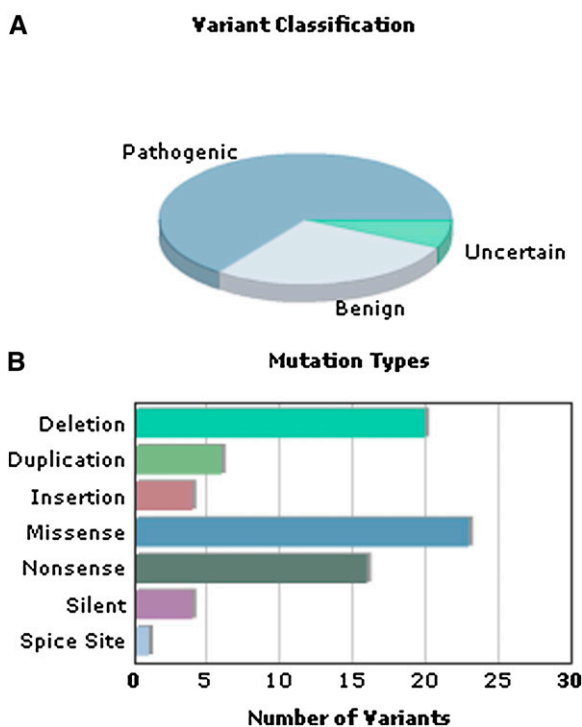 A Variant Classification
Pathogenic
Uncertain
Benign
B Mutation Types
Deletion
Duplication
Insertion
Missense
Nonsense
Silent
Spice Site
0 5 10 15 20 25 30
Number of Variants